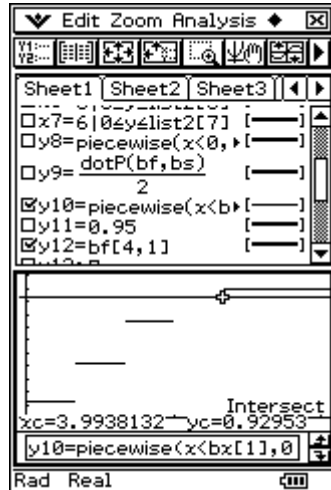 Edit Zoom Analysis ♦
Sheet1 Sheet2 Sheet3
x7=6|0≤y≤list2[7]
y8=piecewise(x<0,
y9= dotP(bf,bs)
2
y10=piecewise(x<b
y11=0.95
y12=bf[4,1]
Intersect
xc=3.9938132 yc=0.92953
y10=piecewise(x<bx[1],0
Rad Real